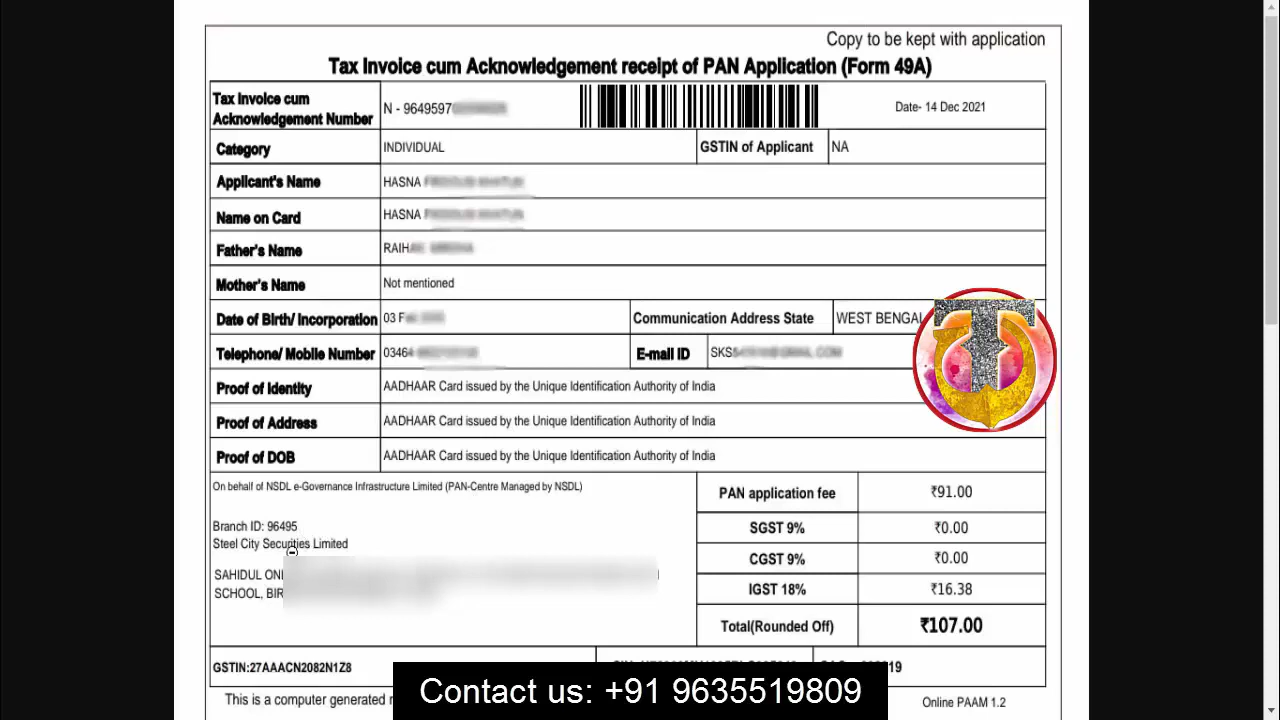 Copy to be kept with application
Tax Invoice cum Acknowledgement receipt of PAN Application (Form 49A)
Tax Invoice cum Acknowledgement Number N - 9649597 Date- 14 Dec 2021
Category INDIVIDUAL GSTIN of Applicant NA
Applicant's Name HASNA
Name on Card HASNA
Father's Name RAIH
Mother's Name Not mentioned
Date of Birth/ Incorporation 03 F Communication Address State WEST BENGAL
Telephone/ Mobile Number 03464 E-mail ID SKS
Proof of Identity AADHAAR Card issued by the Unique Identification Authority of India
Proof of Address AADHAAR Card issued by the Unique Identification Authority of India
Proof of DOB AADHAAR Card issued by the Unique Identification Authority of India
On behalf of NSDL e-Governance Infrastructure Limited (PAN-Centre Managed by NSDL)
Branch ID: 96495
Steel City Securities Limited
SAHIDUL
SCHOOL,
PAN application fee ₹91.00
SGST 9% ₹0.00
CGST 9% ₹0.00
IGST 18% ₹16.38
Total(Rounded Off) ₹107.00
GSTIN:27AAACN2082N1Z8
This is a computer generated
Online PAAM 1.2
Contact us: +91 9635519809